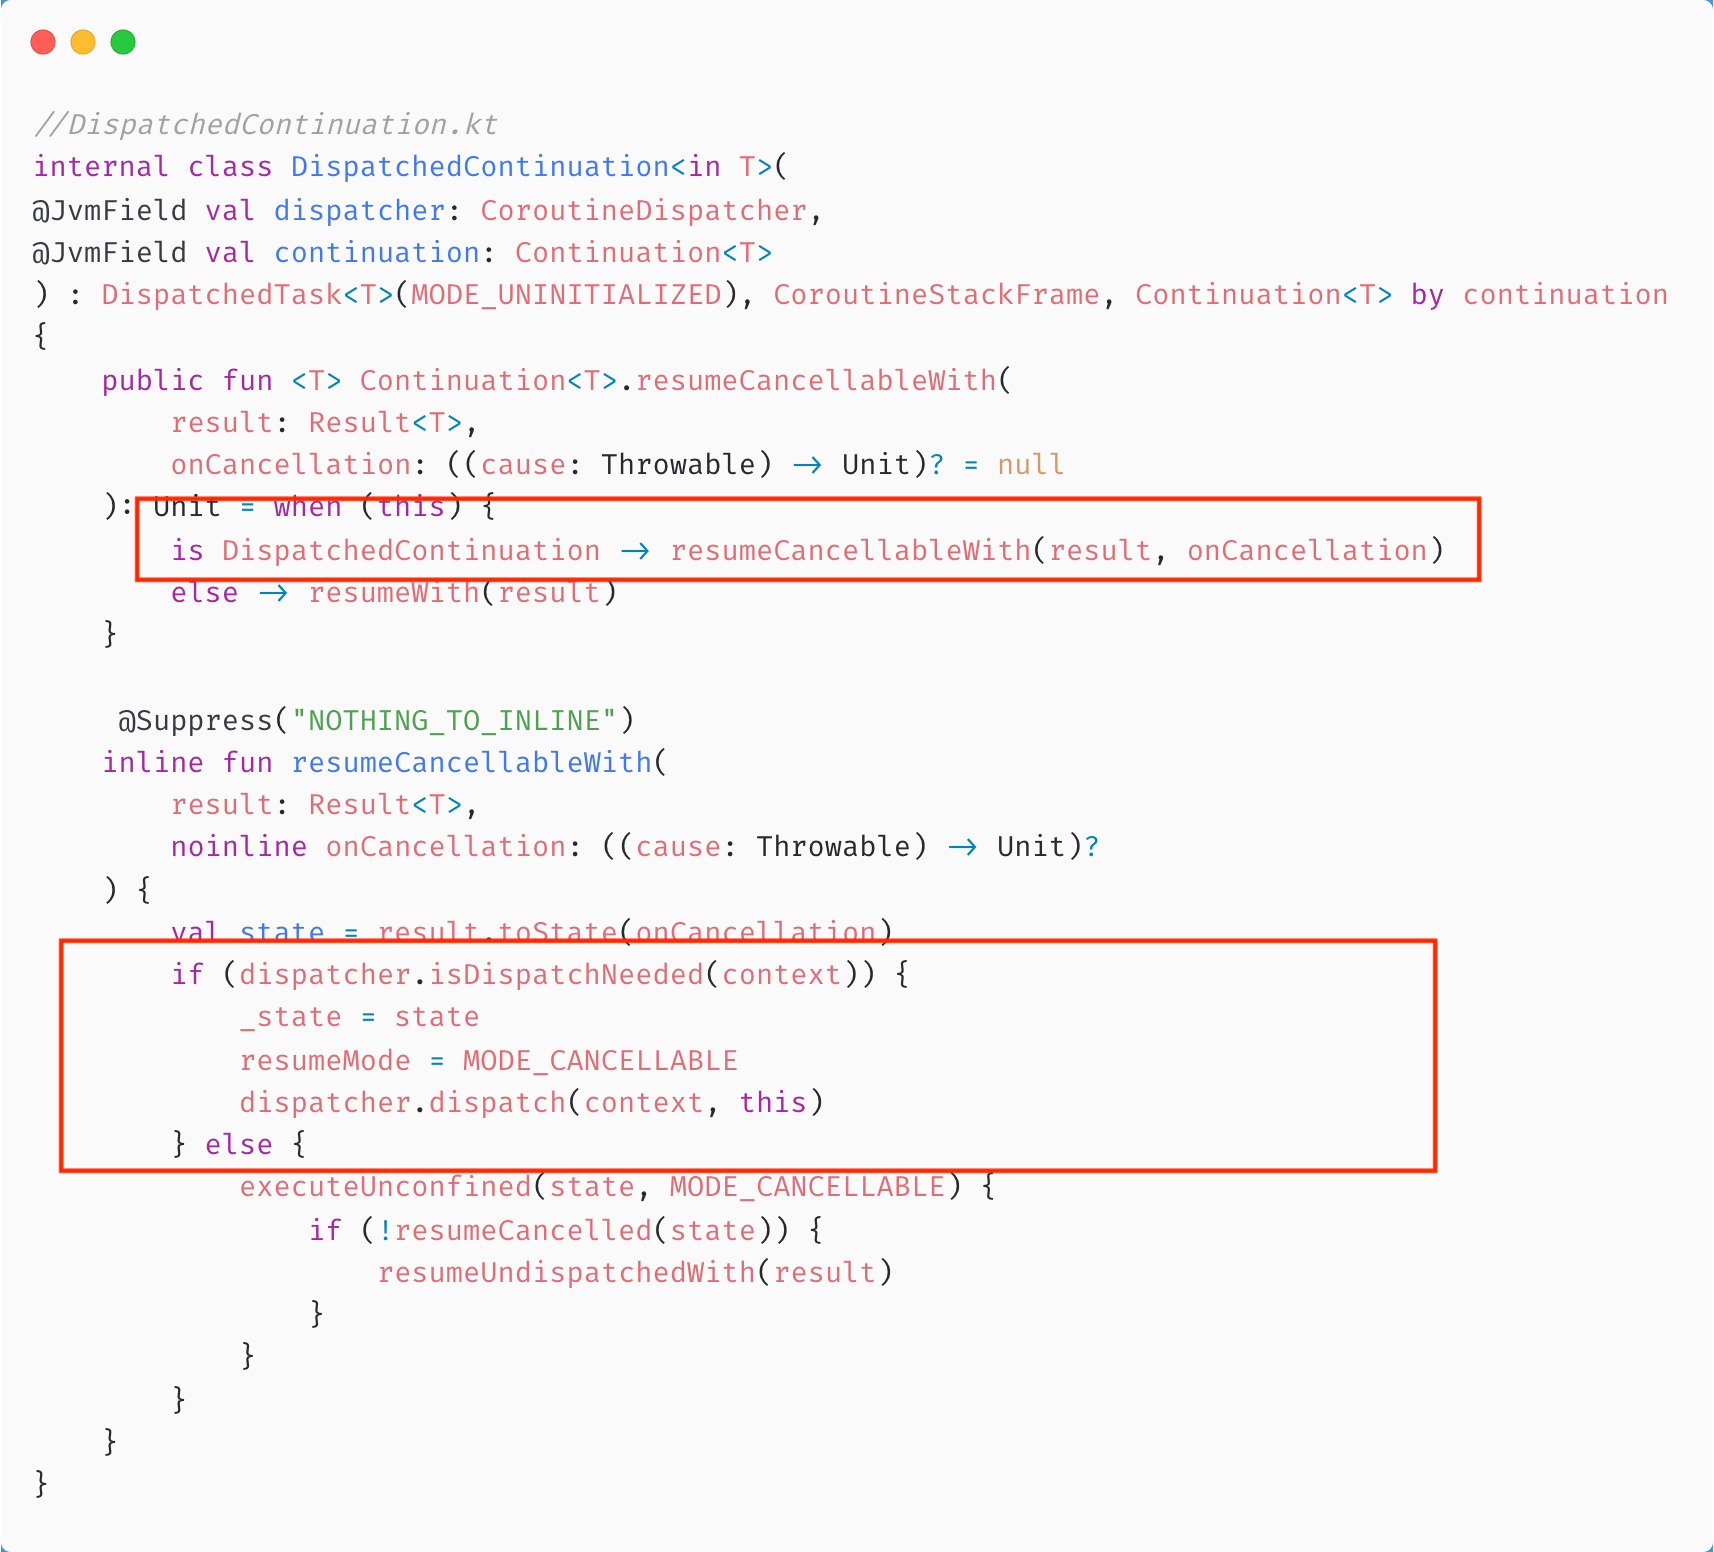 //DispatchedContinuation.kt
internal class DispatchedContinuation<in T>(
@JvmField val dispatcher: CoroutineDispatcher,
@JvmField val continuation: Continuation<T>
) : DispatchedTask<T>(MODE_UNINITIALIZED), CoroutineStackFrame, Continuation<T> by continuation
{
    public fun <T> Continuation<T>.resumeCancellableWith(
        result: Result<T>,
        onCancellation: ((cause: Throwable) -> Unit)? = null
    ): Unit = when (this) {
        is DispatchedContinuation -> resumeCancellableWith(result, onCancellation)
        else -> resumeWith(result)
    }

     @Suppress("NOTHING_TO_INLINE")
    inline fun resumeCancellableWith(
        result: Result<T>,
        noinline onCancellation: ((cause: Throwable) -> Unit)?
    ) {
        val state = result.toState(onCancellation)
        if (dispatcher.isDispatchNeeded(context)) {
            _state = state
            resumeMode = MODE_CANCELLABLE
            dispatcher.dispatch(context, this)
        } else {
            executeUnconfined(state, MODE_CANCELLABLE) {
                if (!resumeCancelled(state)) {
                    resumeUndispatchedWith(result)
                }
            }
        }
    }
}